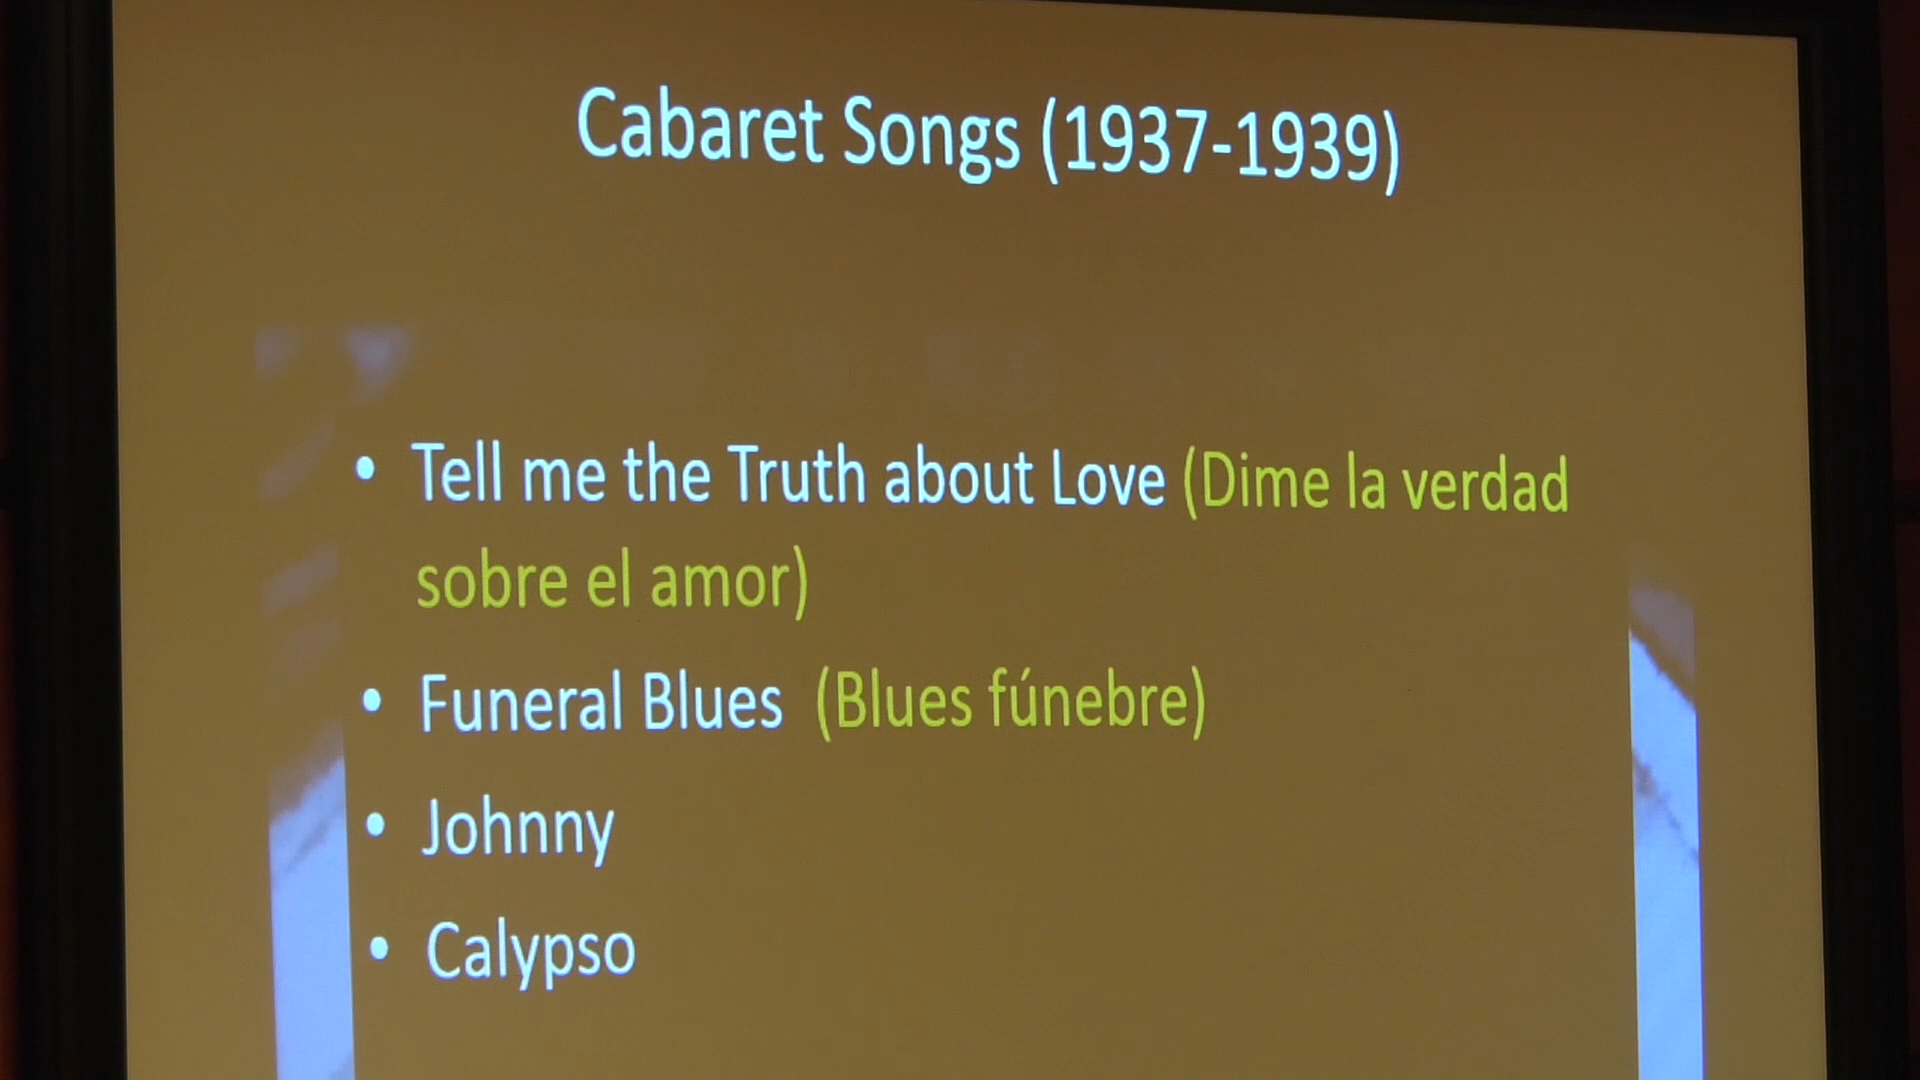 Cabaret Songs (1937-1939)
• Tell me the Truth about Love (Dime la verdad
sobre el amor)
• Funeral Blues (Blues fúnebre)
• Johnny
• Calypso